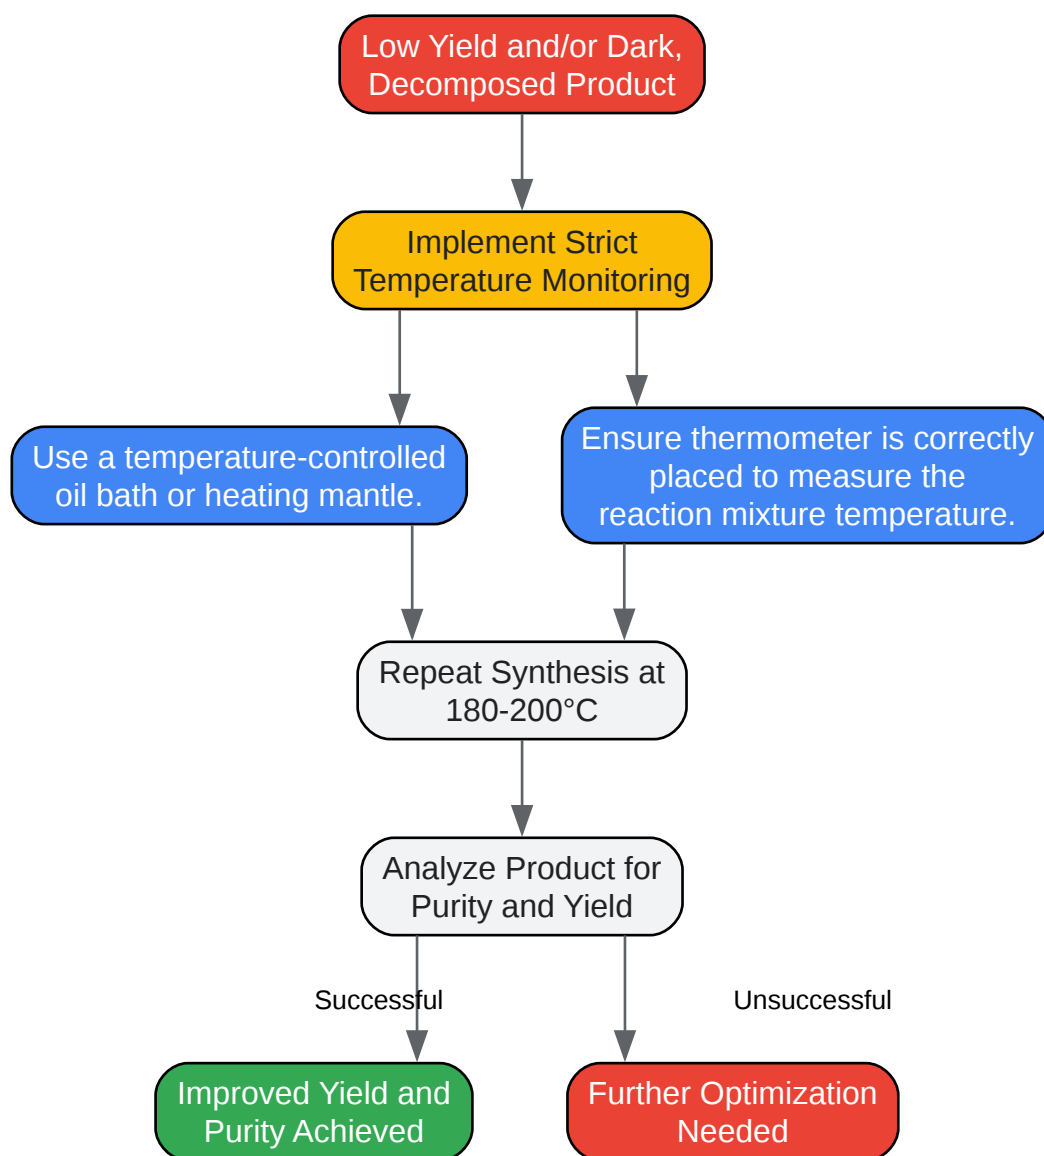 Low Yield and/or Dark,
Decomposed Product
Implement Strict
Temperature Monitoring
Use a temperature-controlled
oil bath or heating mantle.
Ensure thermometer is correctly
placed to measure the
reaction mixture temperature.
Repeat Synthesis at
180-200°C
Analyze Product for
Purity and Yield
Successful
Unsuccessful
Improved Yield and
Purity Achieved
Further Optimization
Needed